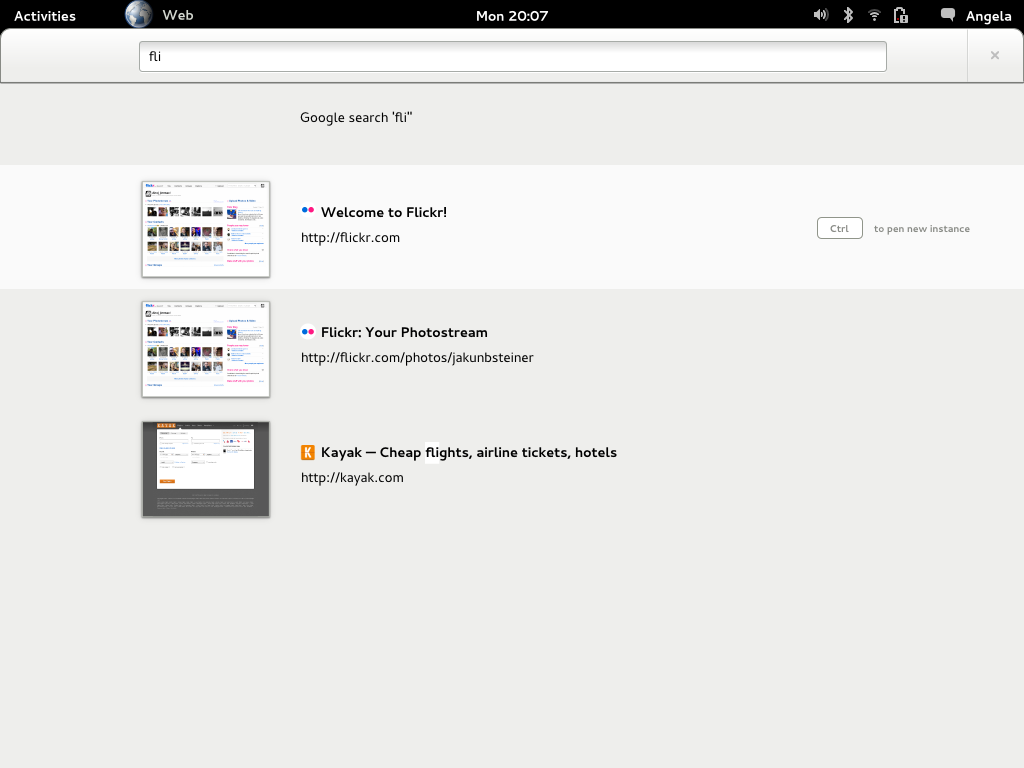 Activities Web Mon 20:07 Angela
fli
Google search 'fli"
Welcome to Flickr!
http://flickr.com
Ctrl to pen new instance
Flickr: Your Photostream
http://flickr.com/photos/jakunbsteiner
K Kayak — Cheap flights, airline tickets, hotels
http://kayak.com